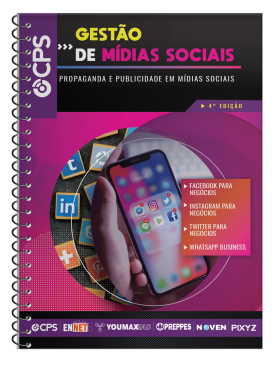 CPS
GESTÃO
DE MÍDIAS SOCIAIS
PROPAGANDA E PUBLICIDADE EM MÍDIAS SOCIAIS
4ª EDIÇÃO
FACEBOOK PARA
NEGÓCIOS
INSTAGRAM PARA
NEGÓCIOS
TWITTER PARA
NEGÓCIOS
WHATSAPP BUSINESS
in
CPS
ENNET
YOUMAX
PREPPES
NOVEN
PIXYZ